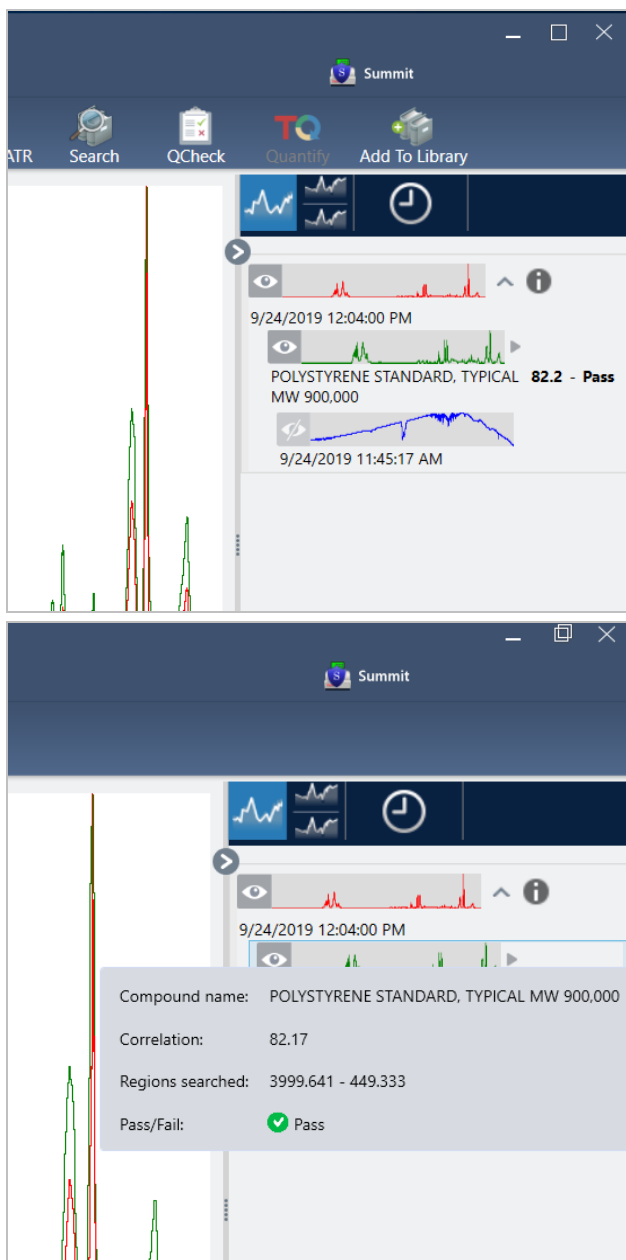 Summit
ATR Search QCheck TQ Quantify Add To Library
9/24/2019 12:04:00 PM
POLYSTYRENE STANDARD, TYPICAL 82.2 - Pass
MW 900,000
9/24/2019 11:45:17 AM
Summit
9/24/2019 12:04:00 PM
Compound name: POLYSTYRENE STANDARD, TYPICAL MW 900,000
Correlation: 82.17
Regions searched: 3999.641 - 449.333
Pass/Fail: Pass